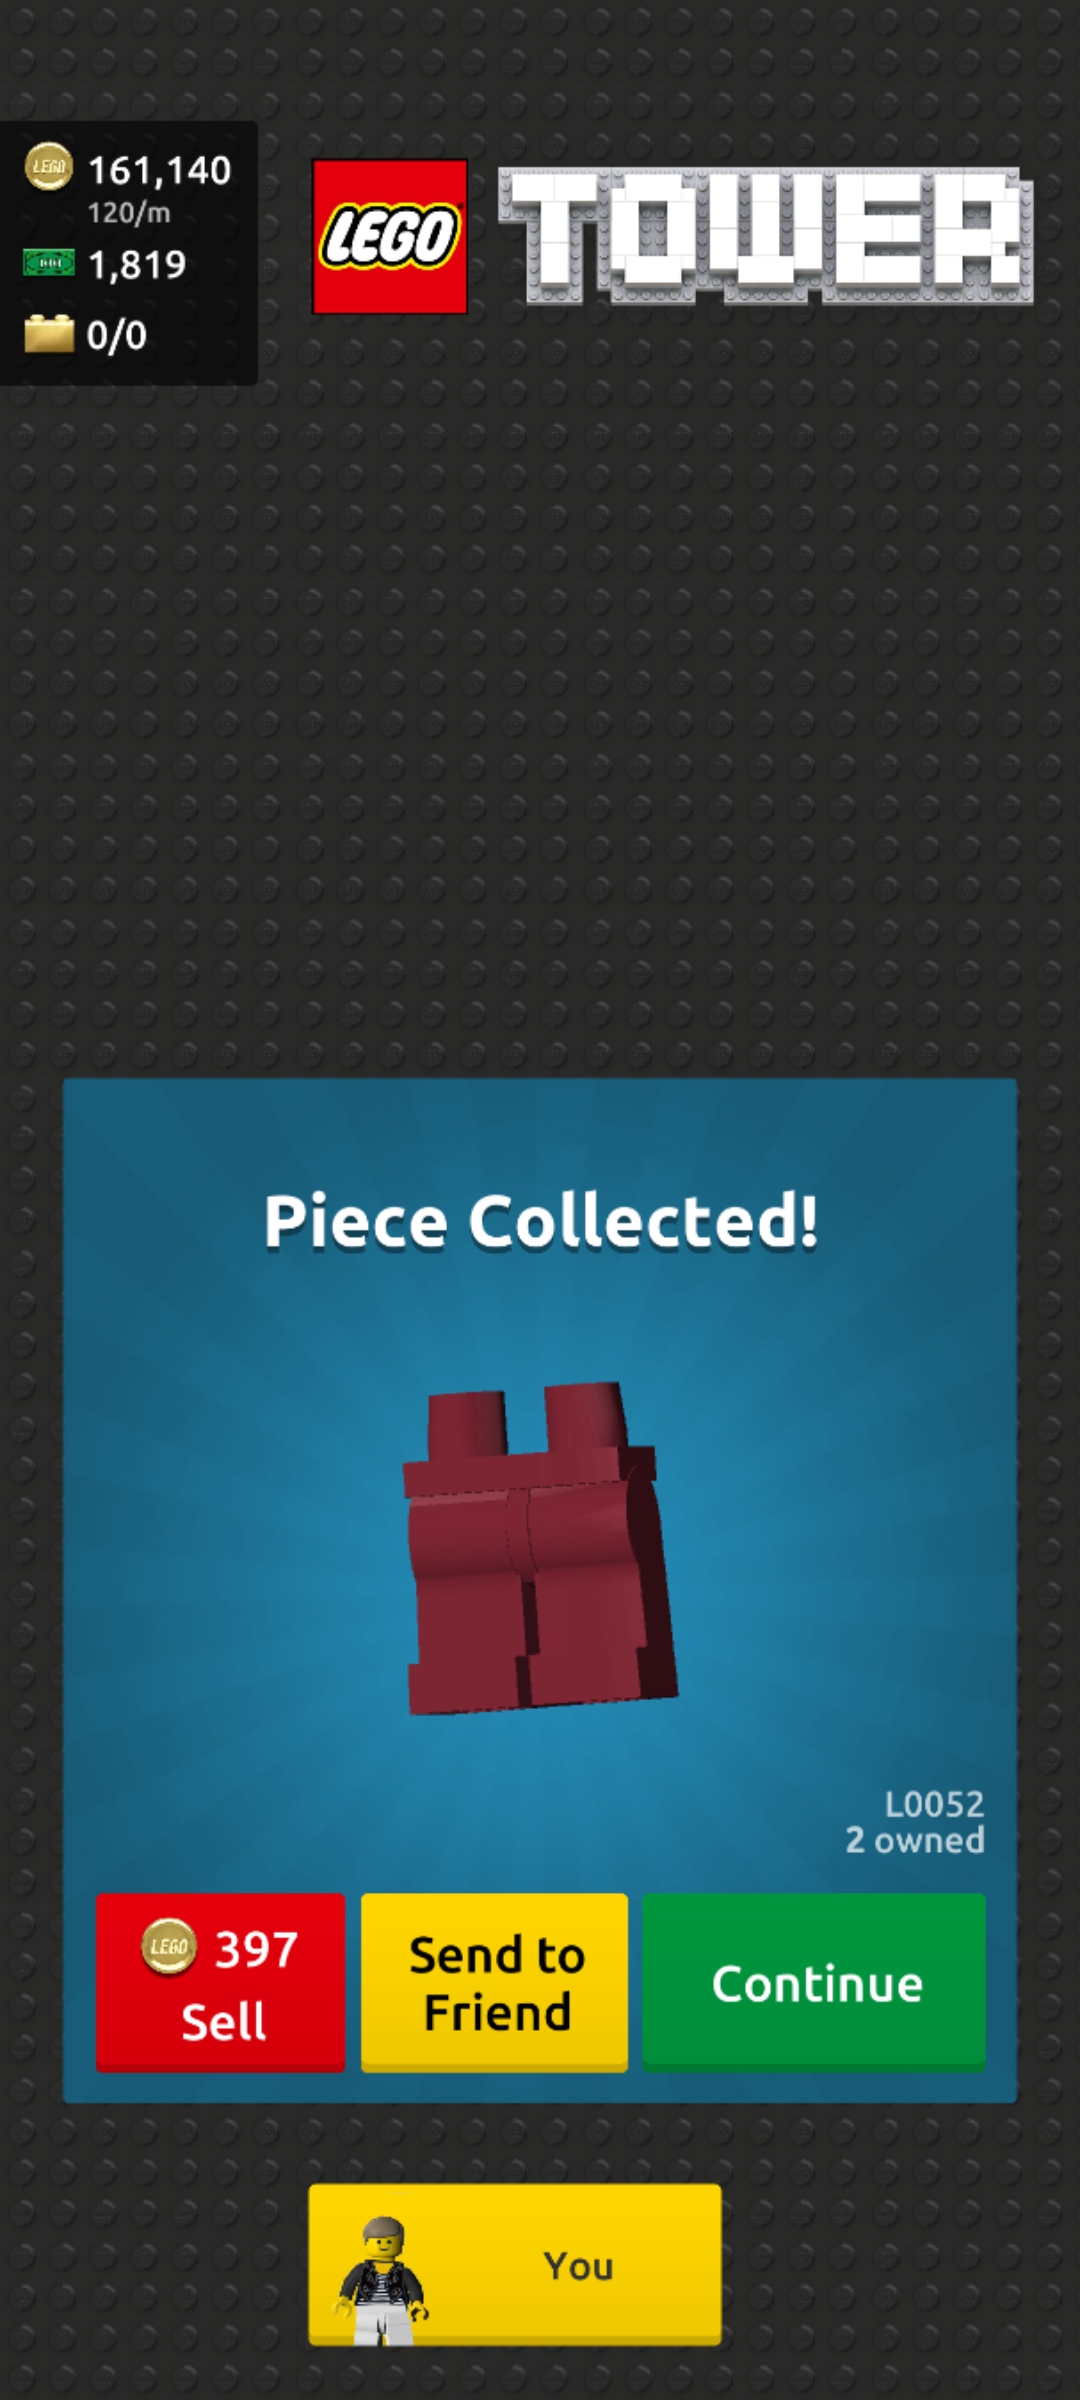 LEGO
161,140
120/m
1,819
0/0
LEGO
TOWER
Piece Collected!
L0052
2 owned
LEGO
397
Sell
Send to
Friend
Continue
You